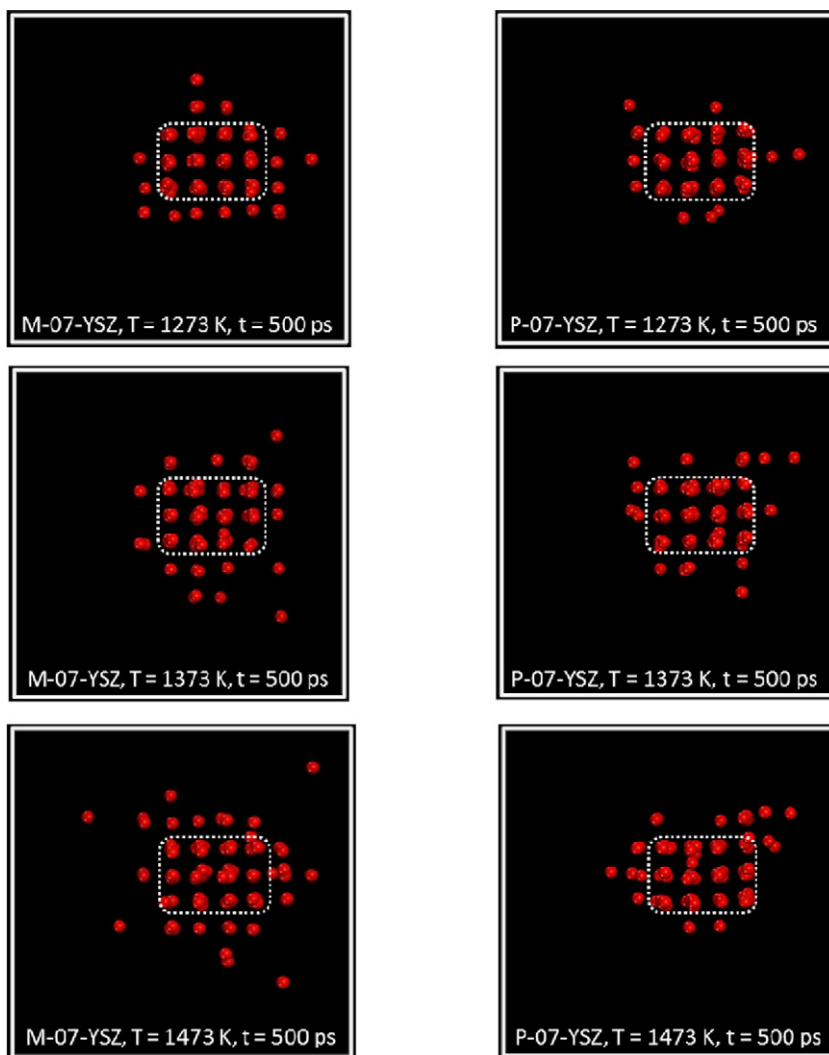 M-07-YSZ, T = 1273 K, t = 500 ps
P-07-YSZ, T = 1273 K, t = 500 ps
M-07-YSZ, T = 1373 K, t = 500 ps
P-07-YSZ, T = 1373 K, t = 500 ps
M-07-YSZ, T = 1473 K, t = 500 ps
P-07-YSZ, T = 1473 K, t = 500 ps